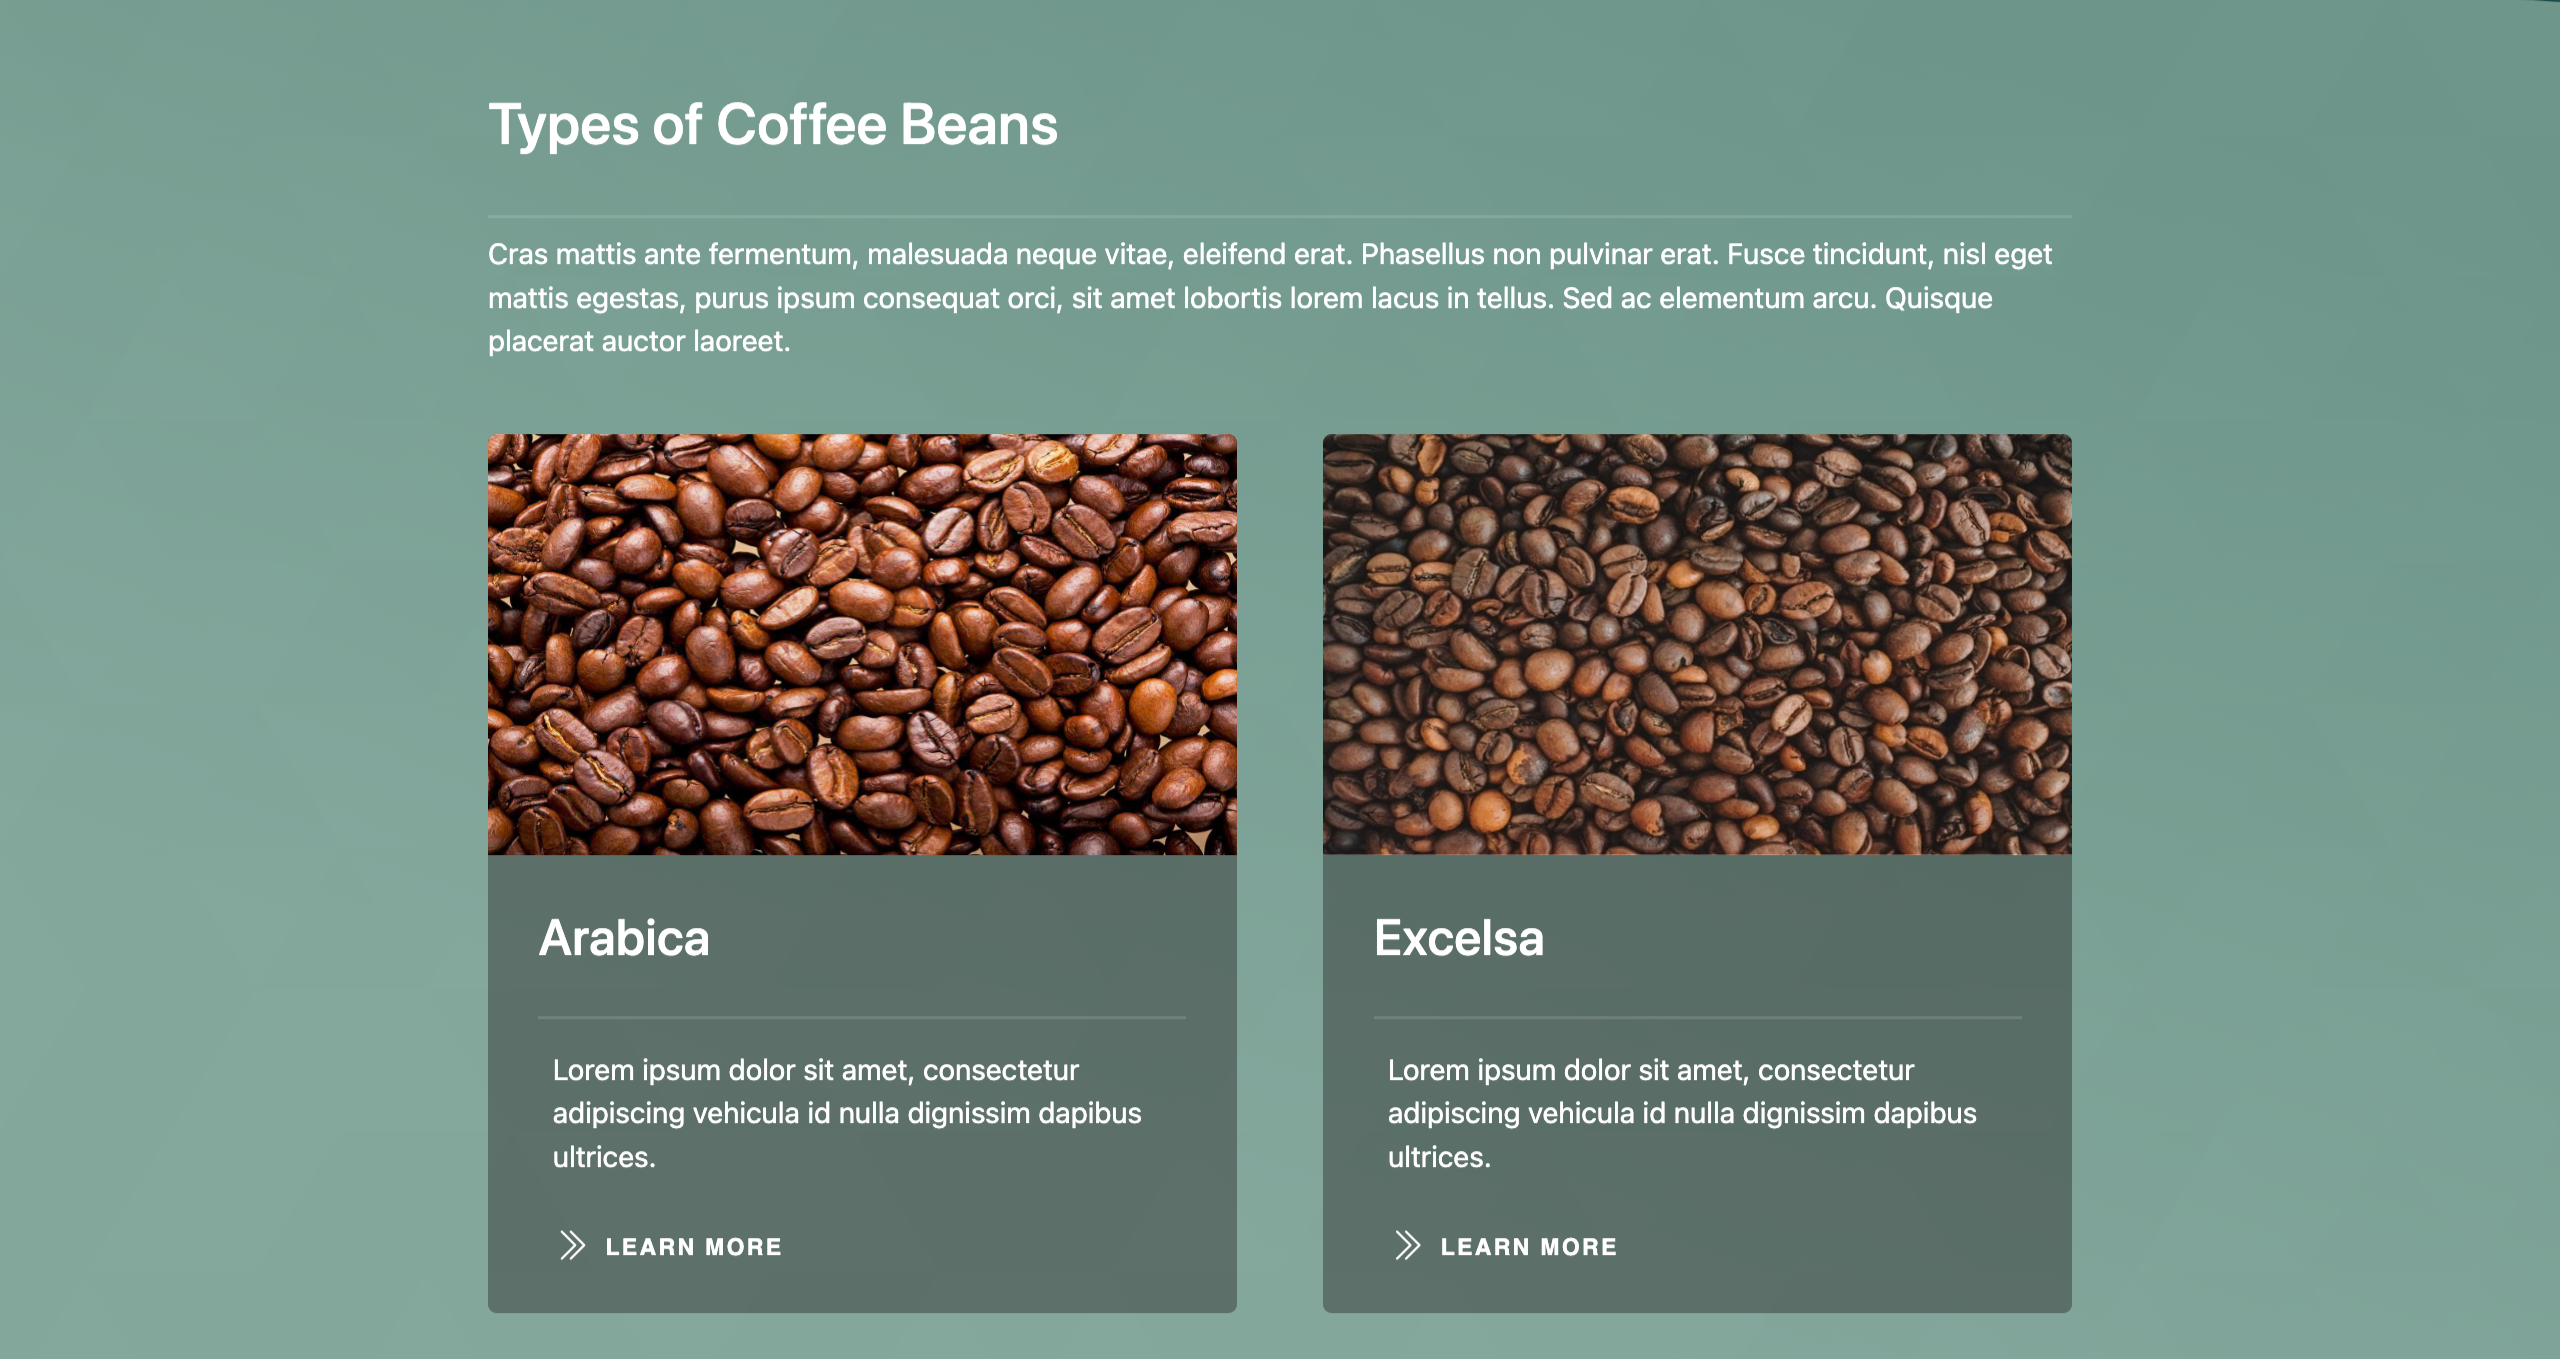 Types of Coffee Beans
Cras mattis ante fermentum, malesuada neque vitae, eleifend erat. Phasellus non pulvinar erat. Fusce tincidunt, nisl eget
mattis egestas, purus ipsum consequat orci, sit amet lobortis lorem lacus in tellus. Sed ac elementum arcu. Quisque
placerat auctor laoreet.
Arabica
Lorem ipsum dolor sit amet, consectetur
adipiscing vehicula id nulla dignissim dapibus
ultrices.
LEARN MORE
Excelsa
Lorem ipsum dolor sit amet, consectetur
adipiscing vehicula id nulla dignissim dapibus
ultrices.
LEARN MORE